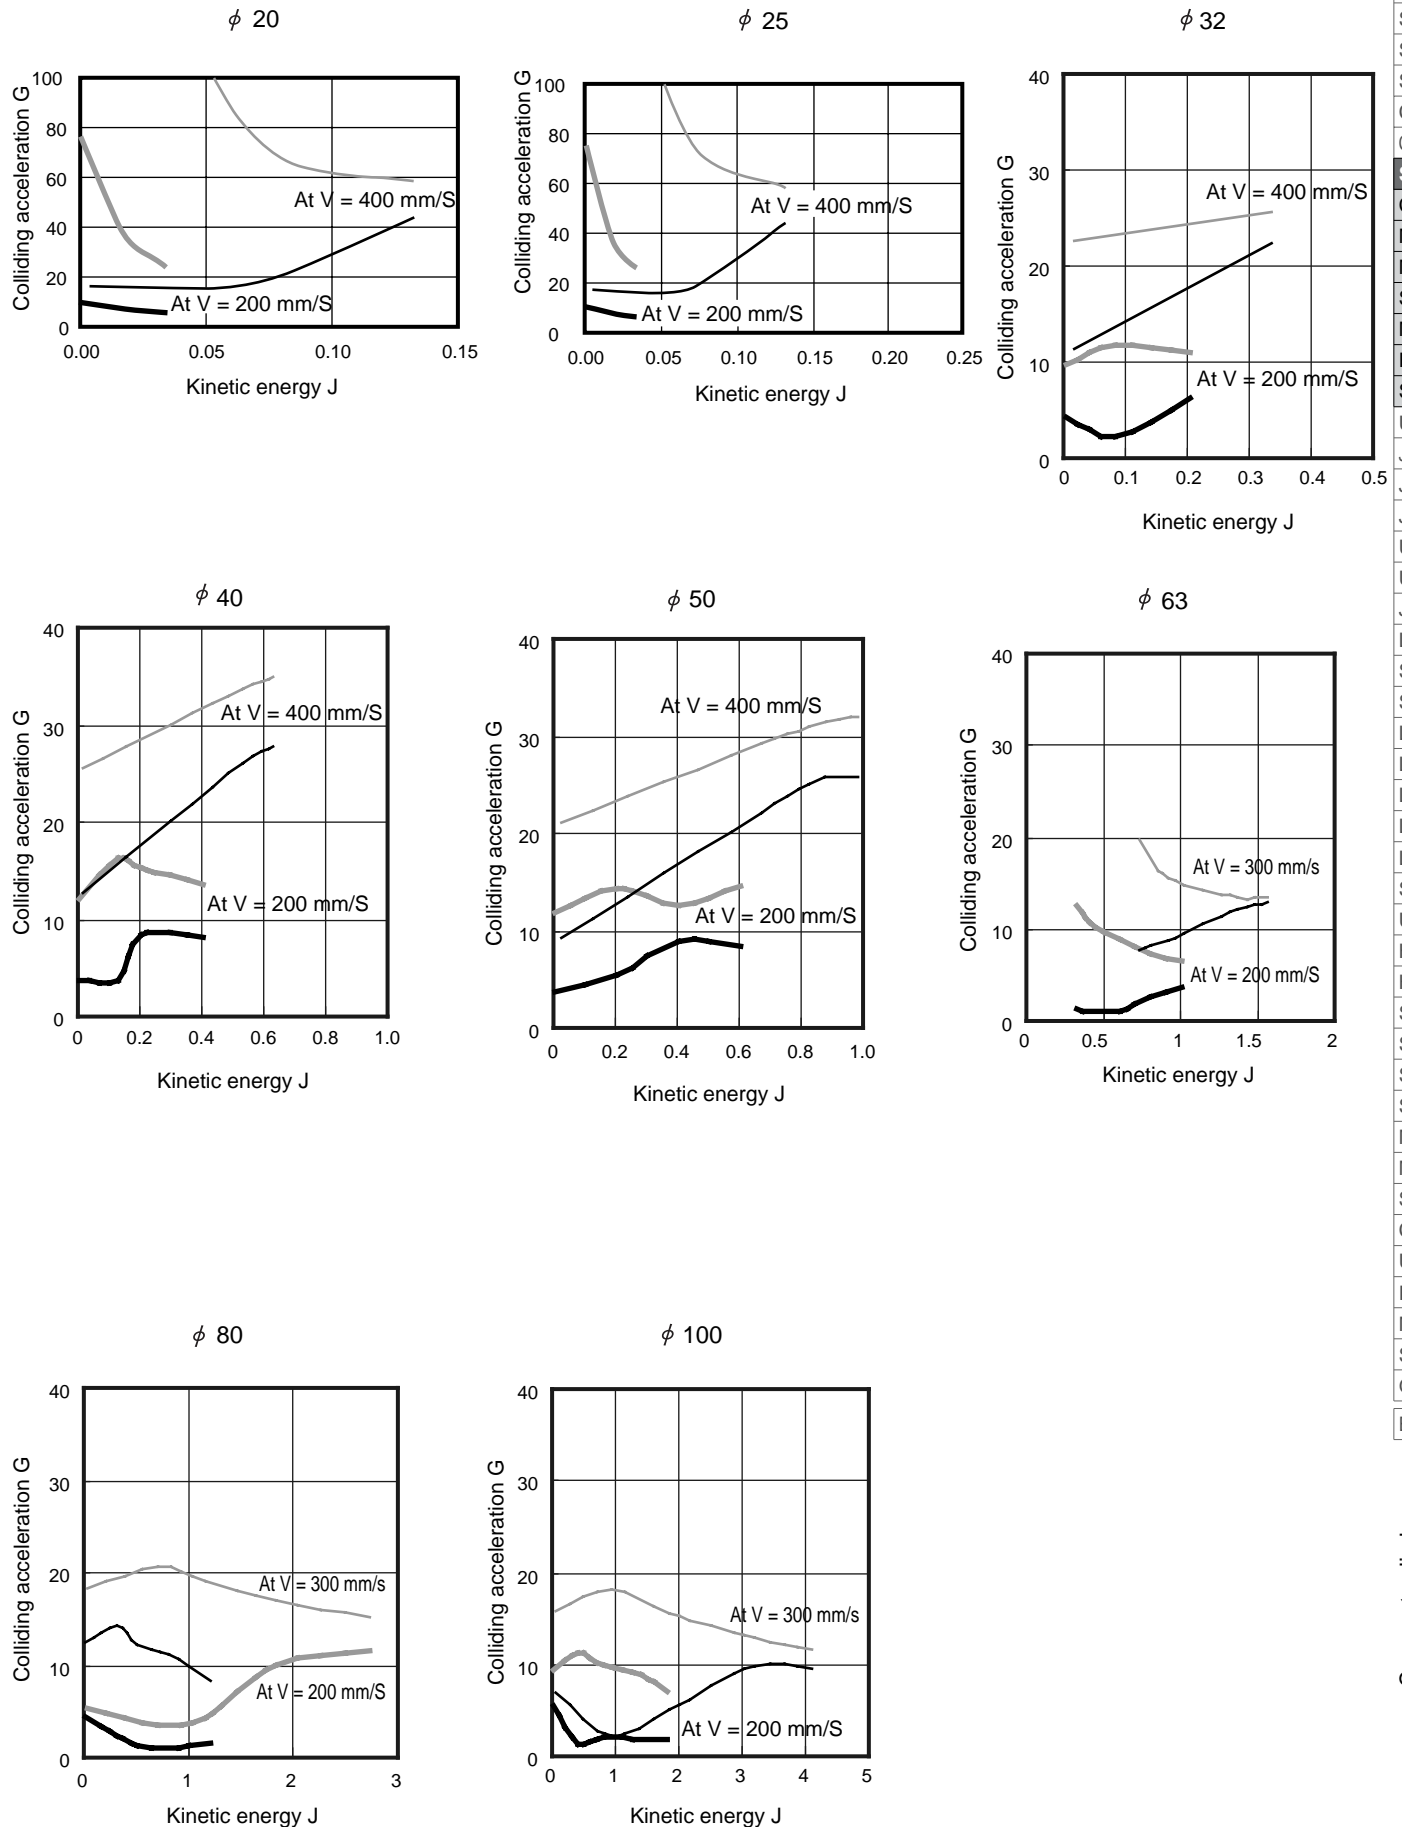 ϕ 20
100
80
60
40
20
0
Colliding acceleration G
At V = 400 mm/S
At V = 200 mm/S
0.00 0.05 0.10 0.15
Kinetic energy J
ϕ 25
100
80
60
40
20
0
Colliding acceleration G
At V = 400 mm/S
At V = 200 mm/S
0.00 0.05 0.10 0.15 0.20 0.25
Kinetic energy J
ϕ 32
40
30
20
10
0
Colliding acceleration G
At V = 400 mm/S
At V = 200 mm/S
0 0.1 0.2 0.3 0.4 0.5
Kinetic energy J
ϕ 40
40
30
20
10
0
Colliding acceleration G
At V = 400 mm/S
At V = 200 mm/S
0 0.2 0.4 0.6 0.8 1.0
Kinetic energy J
ϕ 50
40
30
20
10
0
Colliding acceleration G
At V = 400 mm/S
At V = 200 mm/S
0 0.2 0.4 0.6 0.8 1.0
Kinetic energy J
ϕ 63
40
30
20
10
0
Colliding acceleration G
At V = 300 mm/s
At V = 200 mm/S
0 0.5 1 1.5 2
Kinetic energy J
ϕ 80
40
30
20
10
0
Colliding acceleration G
At V = 300 mm/s
At V = 200 mm/S
0 1 2 3
Kinetic energy J
ϕ 100
40
30
20
10
0
Colliding acceleration G
At V = 300 mm/s
At V = 200 mm/S
0 1 2 3 4 5
Kinetic energy J